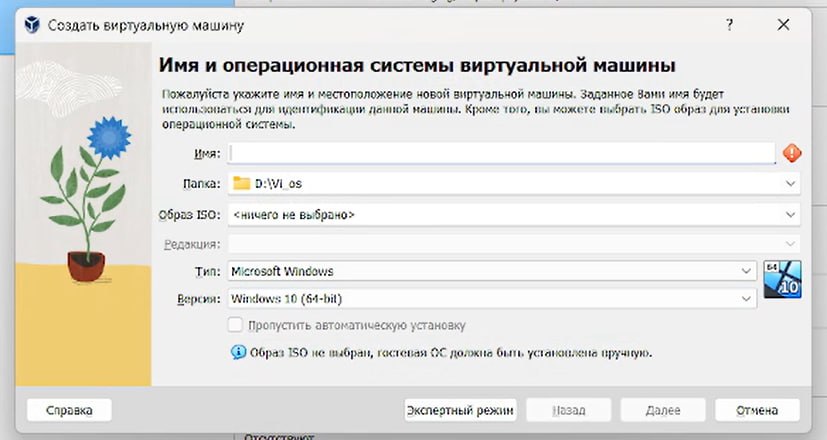 Создать виртуальную машину
?
Имя и операционная системы виртуальной машины
Пожалуйста укажите имя и местоположение новой виртуальной машины. Заданное Вами имя будет
использоваться для идентификации данной машины. Кроме того, вы можете выбрать ISO образ для установки
операционной системы.
Имя:
Папка: D:\Vi_os
Образ ISO: <ничего не выбрано>
Редакция:
Тип: Microsoft Windows
64
10
Версия: Windows 10 (64-bit)
Пропустить автоматическую установку
Образ ISO не выбран, гостевая ОС должна быть установлена вручную.
Справка Экспертный режим Назад Далее Отмена
Отсутствуют